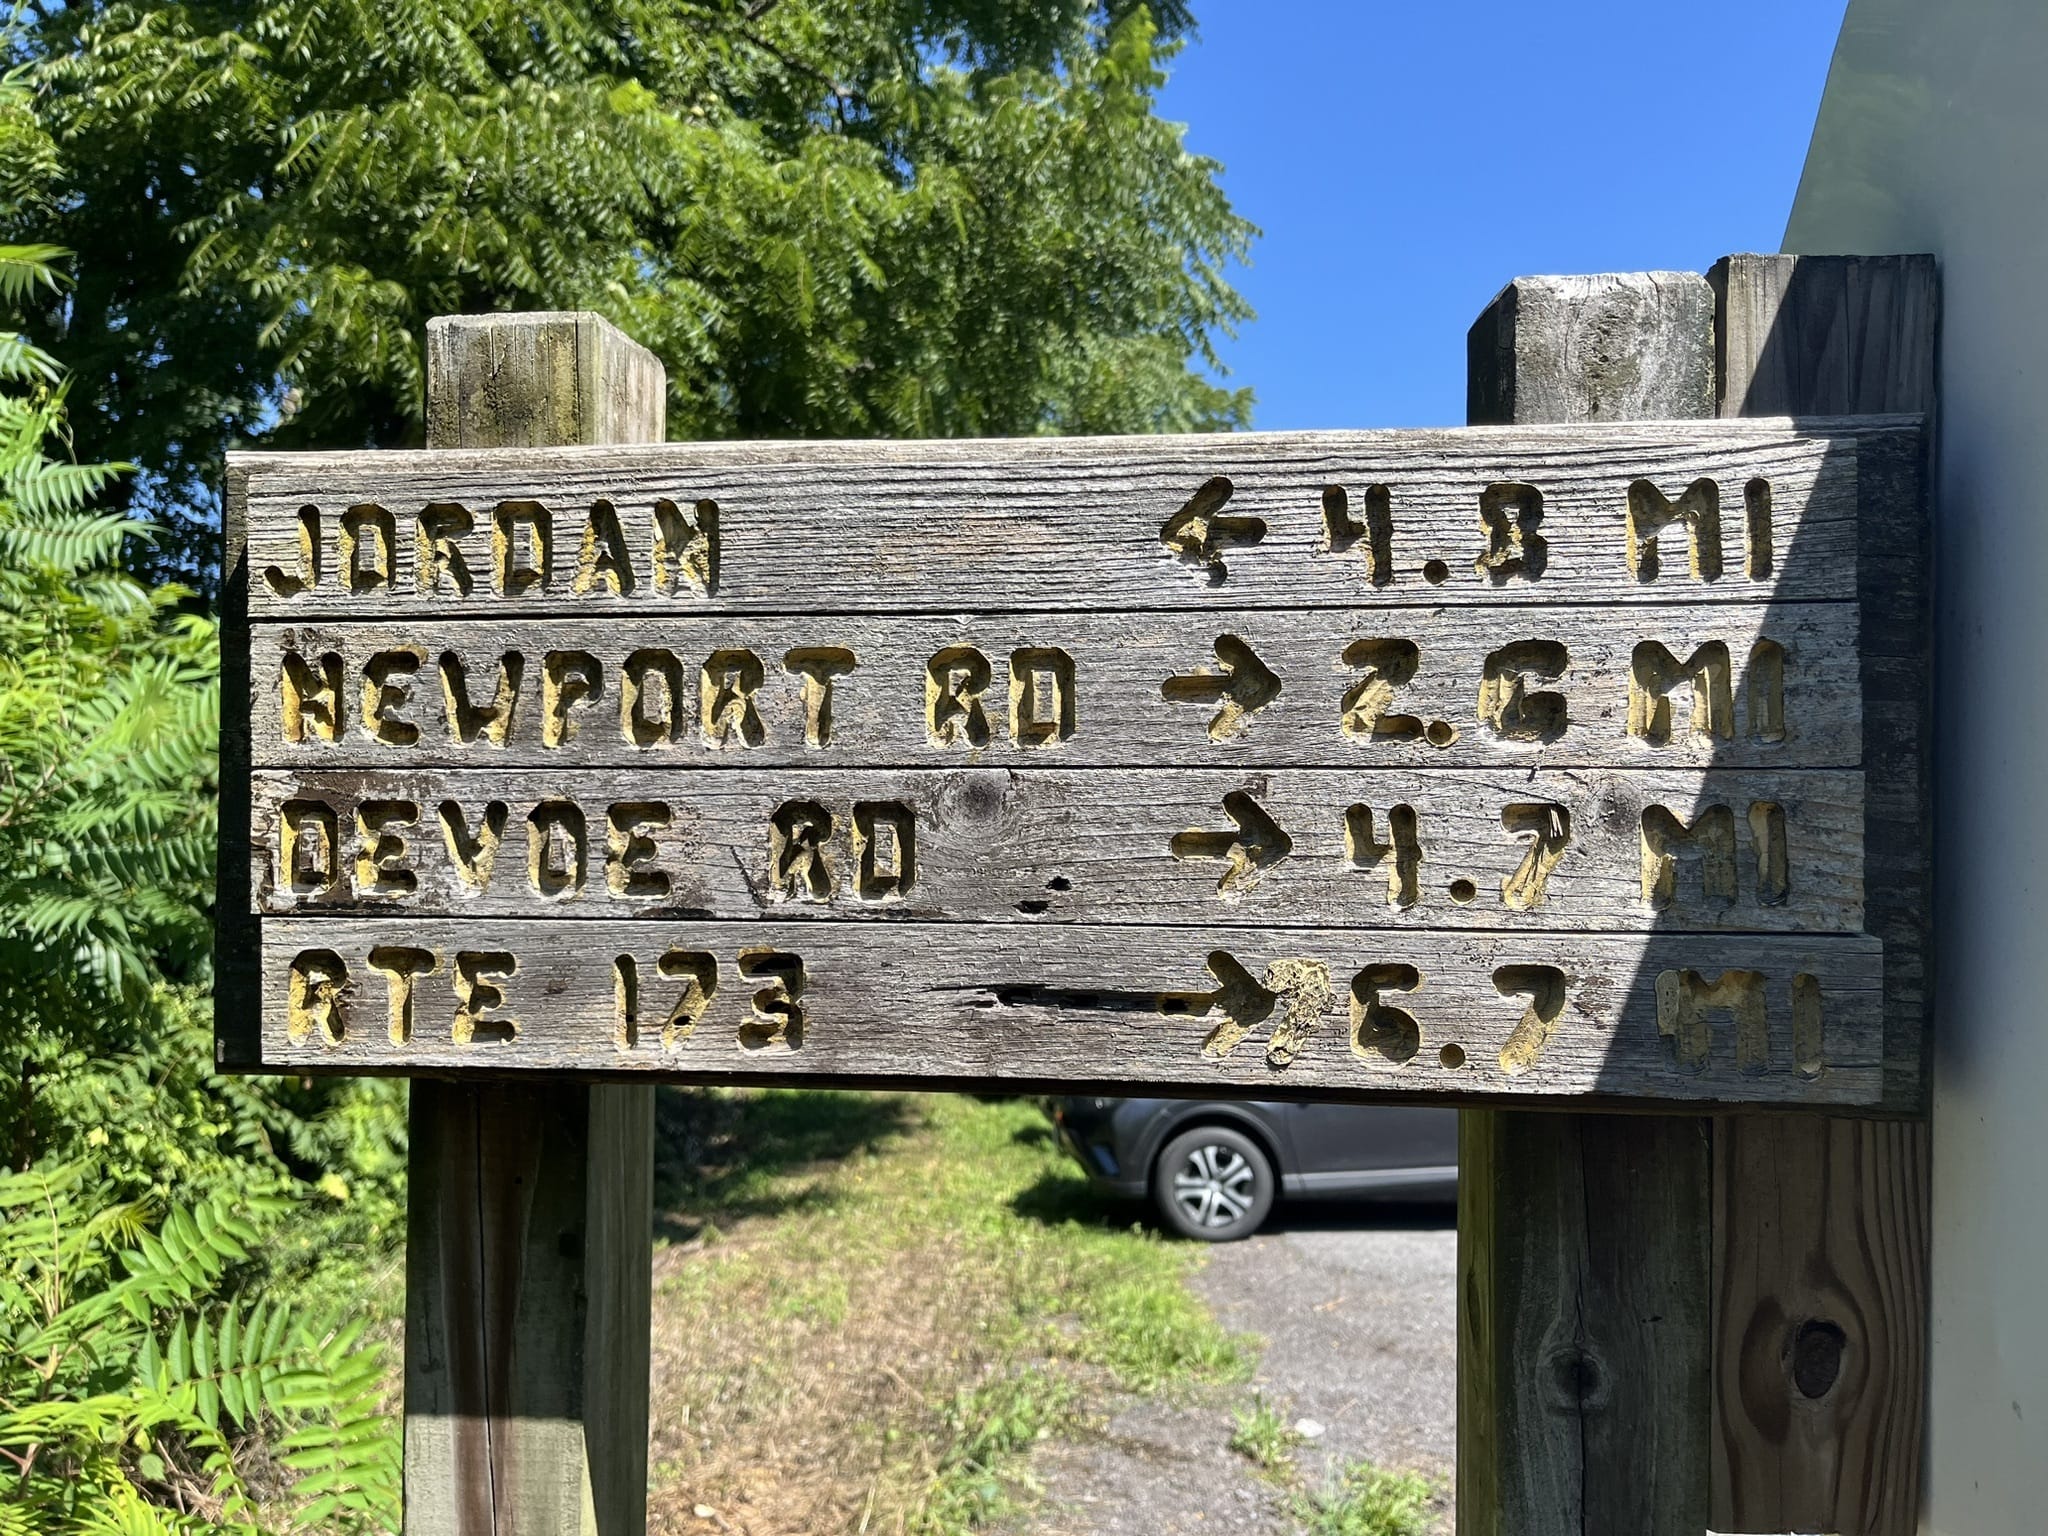 JORDAN ← 4.8 MI
NEWPORT RD → 2.6 MI
DEVOE RD → 4.7 MI
RTE 173 → 6.7 MI